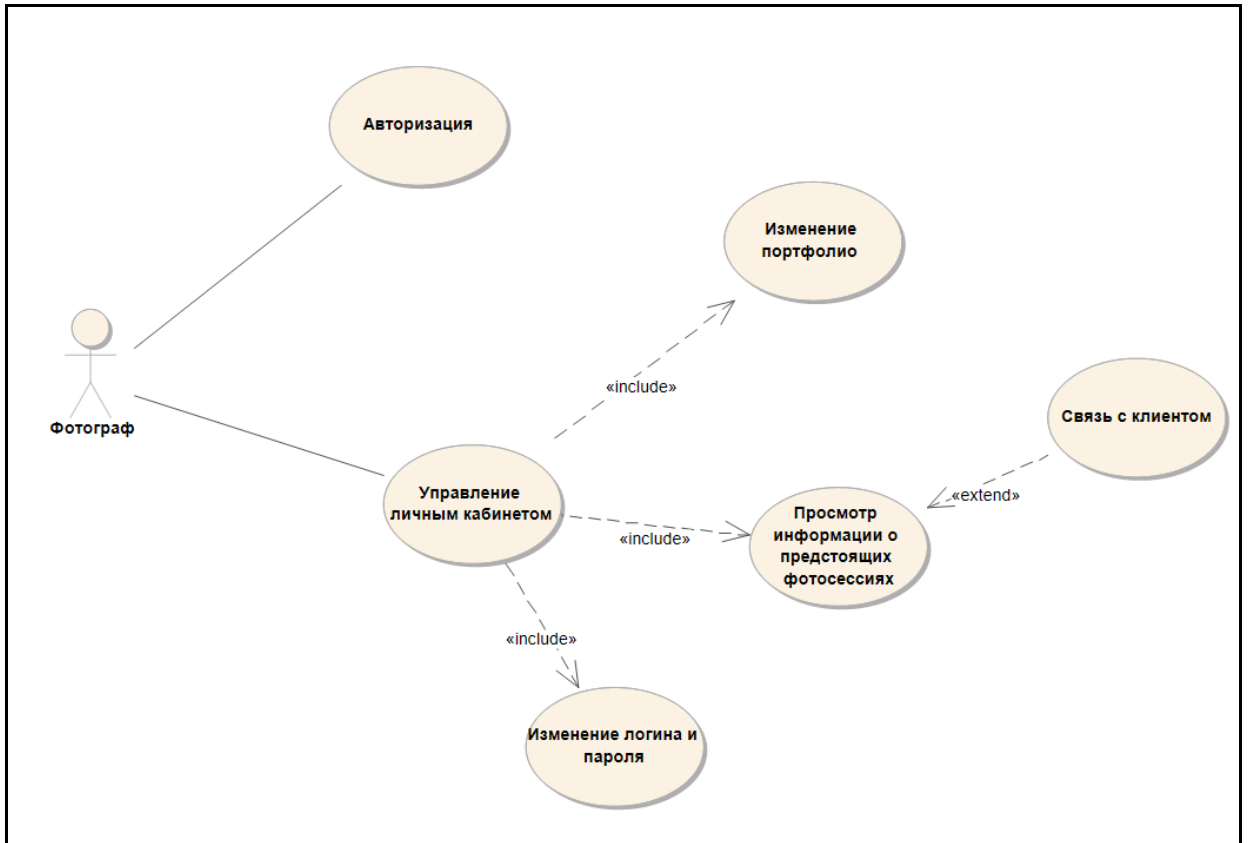 Авторизация
Изменение
портфолио
«include»
Связь с клиентом
Фотограф
Управление
личным кабинетом
«extend»
Просмотр
информации о
предстоящих
фотосессиях
«include»
«include»
Изменение логина и
пароля